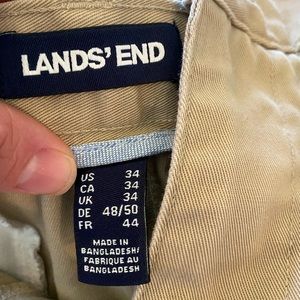 LANDS' END
US 34
CA 34
UK 34
DE 48/50
FR 44
MADE IN
BANGLADESH/
FABRIQUE AU
BANGLADESH